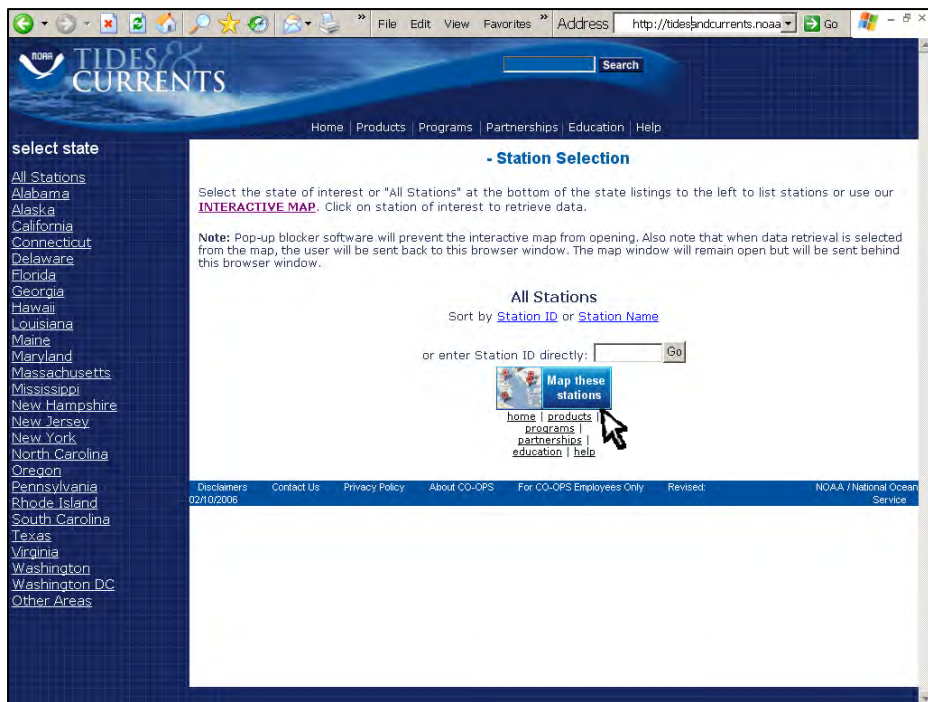 » File Edit View Favorites » Address http://tidesandcurrents.noaa Go
NOAA TIDES
CURRENTS
Search
Home | Products | Programs | Partnerships | Education | Help
select state
All Stations
Alabama
Alaska
California
Connecticut
Delaware
Florida
Georgia
Hawaii
Louisiana
Maine
Maryland
Massachusetts
Mississippi
New Hampshire
New Jersey
New York
North Carolina
Oregon
Pennsylvania
Rhode Island
South Carolina
Texas
Virginia
Washington
Washington DC
Other Areas
- Station Selection
Select the state of interest or "All Stations" at the bottom of the state listings to the left to list stations or use our
INTERACTIVE MAP. Click on station of interest to retrieve data.
Note: Pop-up blocker software will prevent the interactive map from opening. Also note that when data retrieval is selected
from the map, the user will be sent back to this browser window. The map window will remain open but will be sent behind
this browser window.
All Stations
Sort by Station ID or Station Name
or enter Station ID directly: Go
Map these
stations
home | products |
programs |
partnerships |
education | help
Disclaimers Contact Us Privacy Policy About CO-OPS For CO-OPS Employees Only Revised: NOAA / National Ocean
02/10/2006 Service